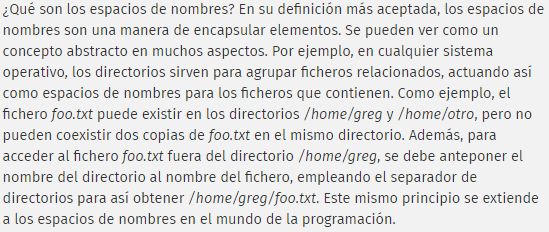 ¿Qué son los espacios de nombres? En su definición más aceptada, los espacios de
nombres son una manera de encapsular elementos. Se pueden ver como un
concepto abstracto en muchos aspectos. Por ejemplo, en cualquier sistema
operativo, los directorios sirven para agrupar ficheros relacionados, actuando así
como espacios de nombres para los ficheros que contienen. Como ejemplo, el
fichero foo.txt puede existir en los directorios /home/greg y /home/otro, pero no
pueden coexistir dos copias de foo.txt en el mismo directorio. Además, para
acceder al fichero foo.txt fuera del directorio /home/greg, se debe anteponer el
nombre del directorio al nombre del fichero, empleando el separador de
directorios para así obtener /home/greg/foo.txt. Este mismo principio se extiende
a los espacios de nombres en el mundo de la programación.